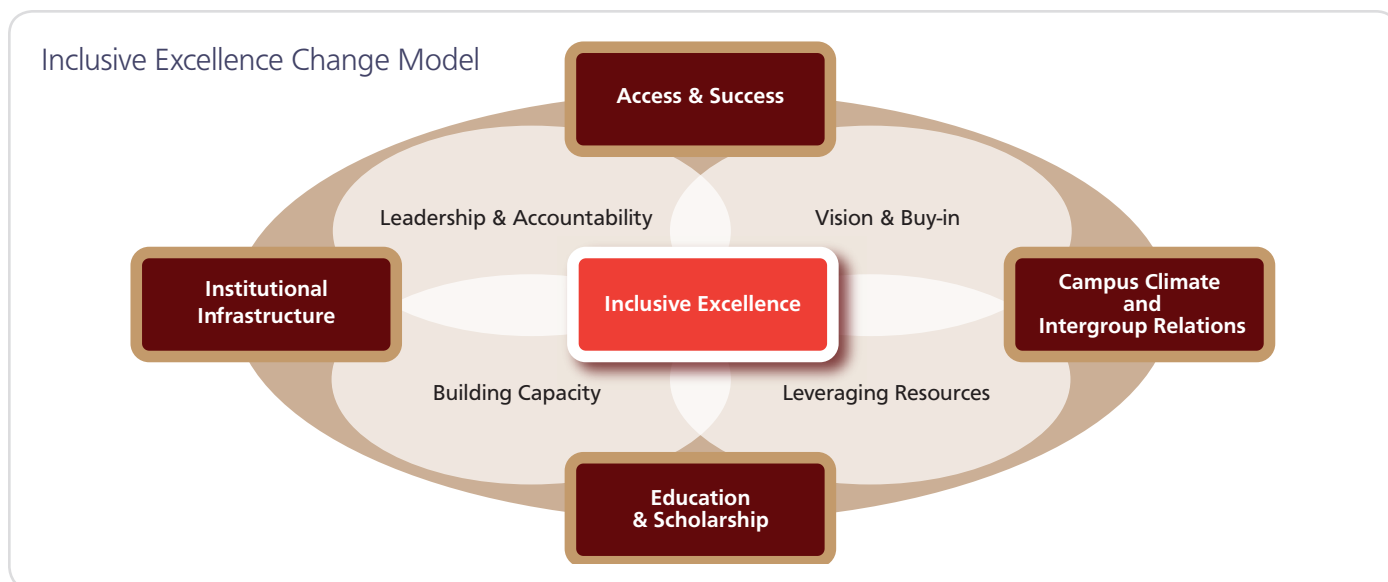 Inclusive Excellence Change Model
Access & Success
Leadership & Accountability
Vision & Buy-in
Institutional
Infrastructure
Inclusive Excellence
Campus Climate
and
Intergroup Relations
Building Capacity
Leveraging Resources
Education
& Scholarship